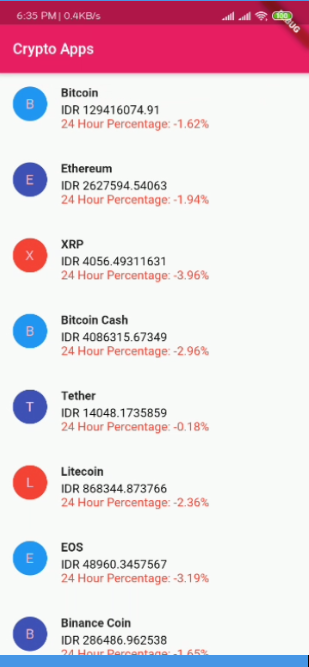 6:35 PM | 0.4KB/s
100
Crypto Apps
B
Bitcoin
IDR 129416074.91
24 Hour Percentage: -1.62%
E
Ethereum
IDR 2627594.54063
24 Hour Percentage: -1.94%
X
XRP
IDR 4056.49311631
24 Hour Percentage: -3.96%
B
Bitcoin Cash
IDR 4086315.67349
24 Hour Percentage: -2.96%
T
Tether
IDR 14048.1735859
24 Hour Percentage: -0.18%
L
Litecoin
IDR 868344.873766
24 Hour Percentage: -2.36%
E
EOS
IDR 48960.3457567
24 Hour Percentage: -3.19%
B
Binance Coin
IDR 286486.962538
24 Hour Percentage: -1.65%